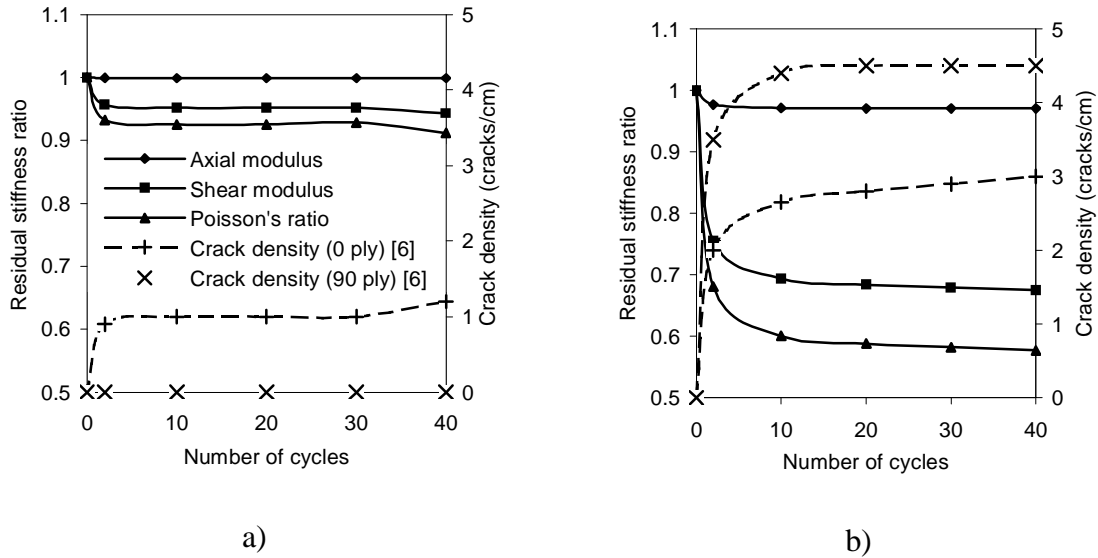 1.1
1
0.9
0.8
0.7
0.6
0.5
Residual stiffness ratio
5
4
3
2
1
0
Crack density (cracks/cm)
Axial modulus
Shear modulus
Poisson's ratio
Crack density (0 ply) [6]
Crack density (90 ply) [6]
0 10 20 30 40
Number of cycles
a)
1.1
1
0.9
0.8
0.7
0.6
0.5
Residual stiffness ratio
5
4
3
2
1
0
Crack density (cracks/cm)
0 10 20 30 40
Number of cycles
b)